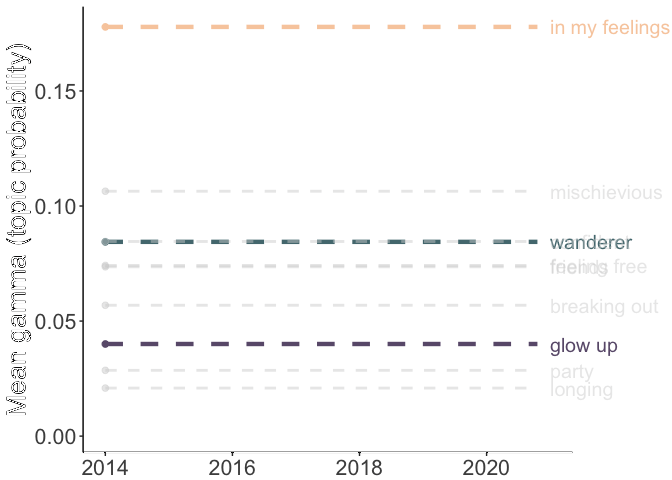 Mean gamma (topic probability)
in my feelings
0.15
mischievious
0.10
wanderer
feeling free
breaking out
0.05
glow up
party
longing
0.00
2014 2016 2018 2020